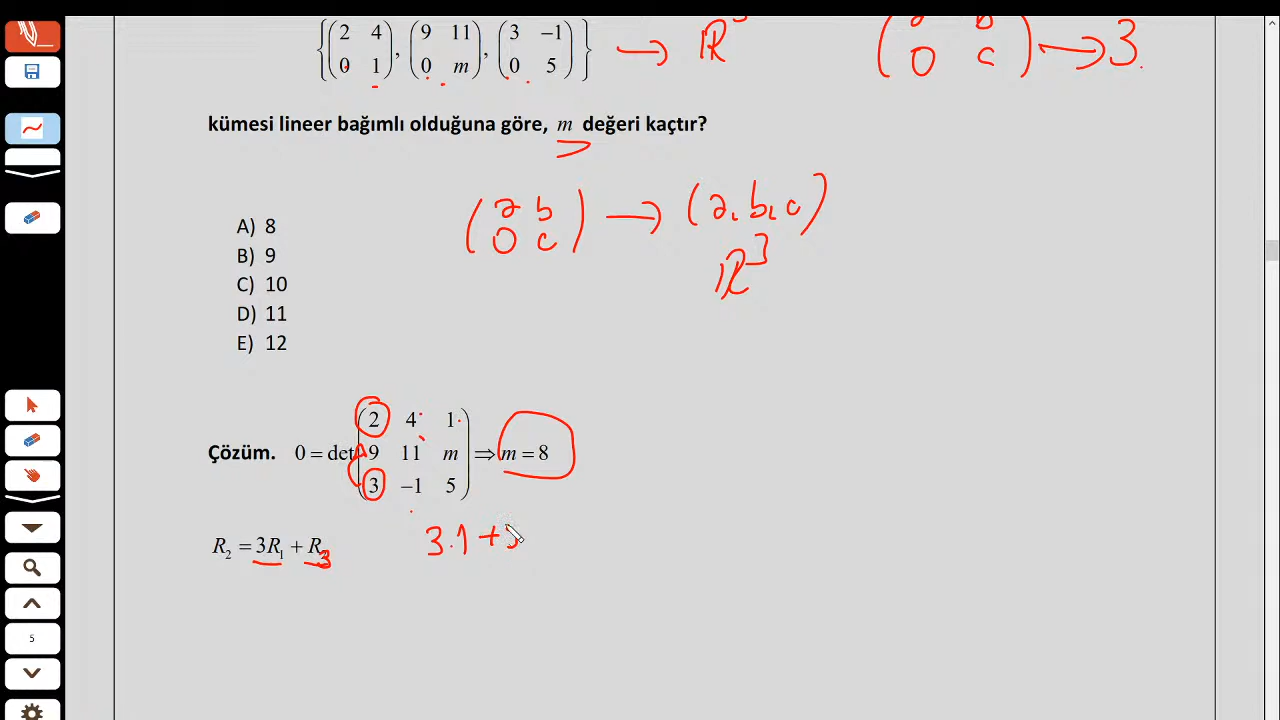 {(2 4
0 1), (9 11
0 m), (3 −1
0 5)} → ℝ³ (a b
0 c) → 3
kümesi lineer bağımlı olduğuna göre, m değeri kaçtır?
(a b
0 c) → (a, b, c)
ℝ³
A) 8
B) 9
C) 10
D) 11
E) 12
Çözüm. 0 = det (2 4 1
9 11 m
3 −1 5) ⇒ m = 8
R₂ = 3R₁ + R₃ 3.1 +
5